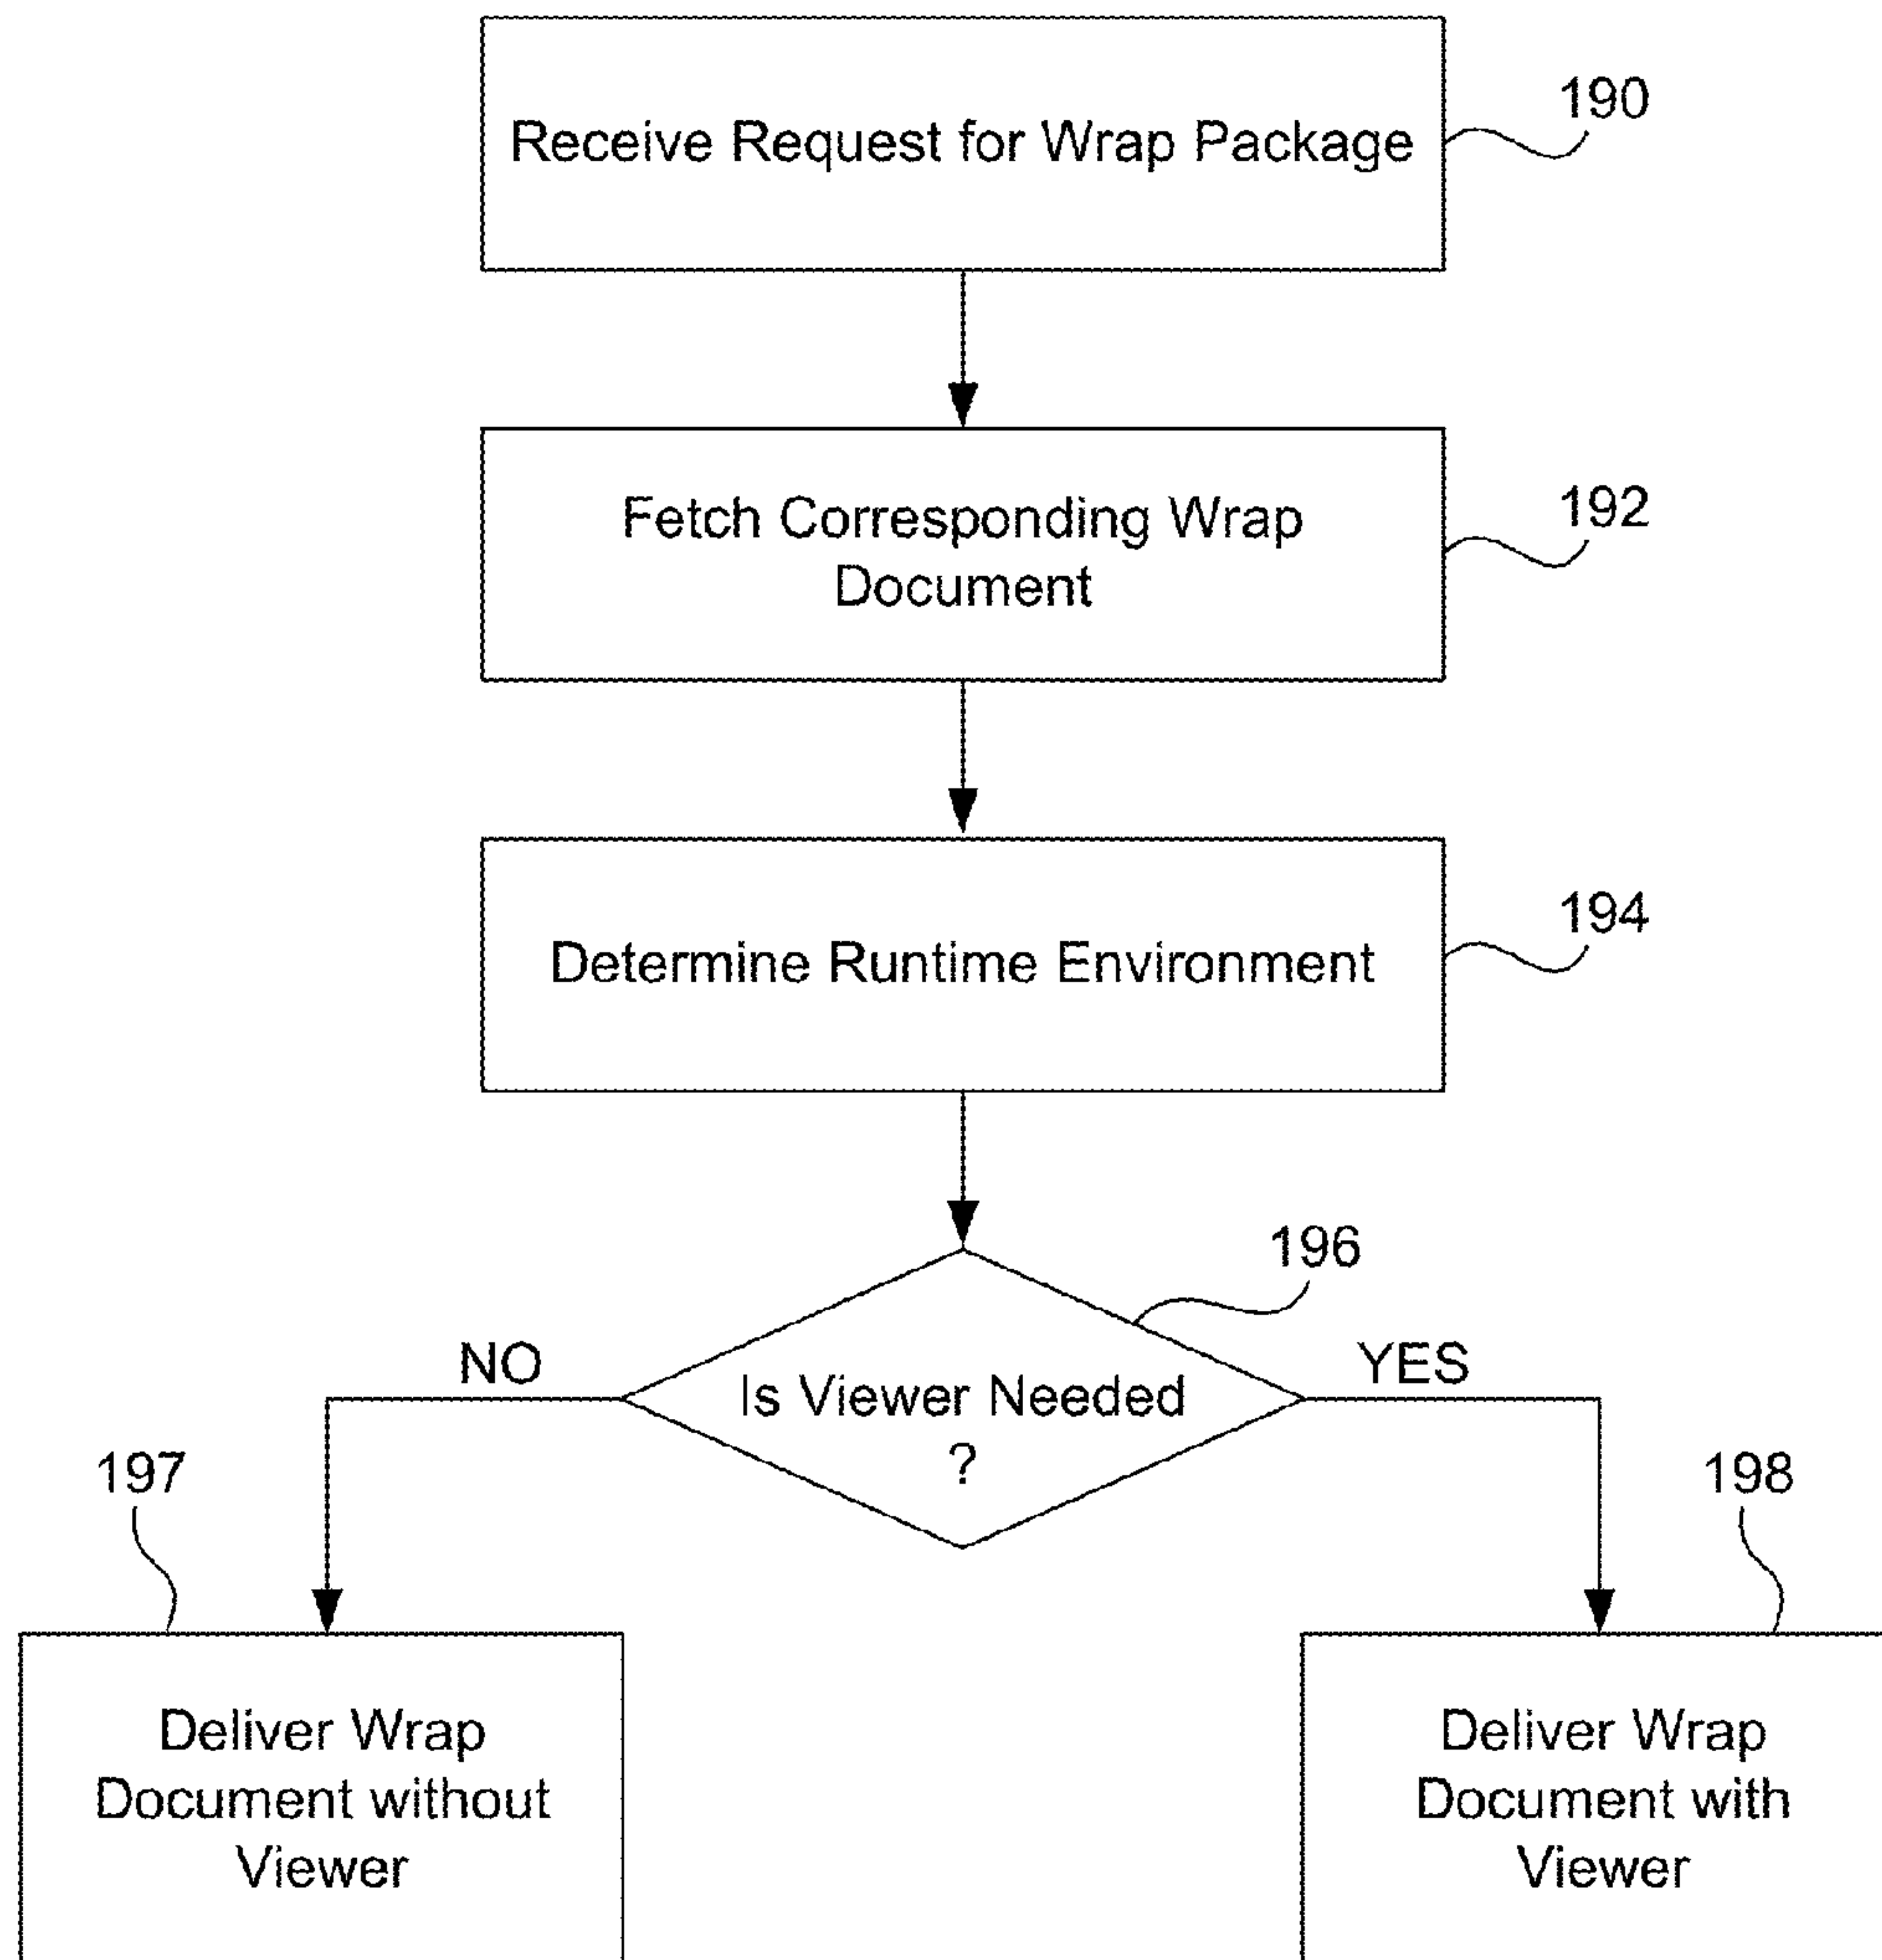 Receive Request for Wrap Package
190
Fetch Corresponding Wrap
Document
192
Determine Runtime Environment
194
196
NO
YES
Is Viewer Needed
?
197
198
Deliver Wrap
Document without
Viewer
Deliver Wrap
Document with
Viewer